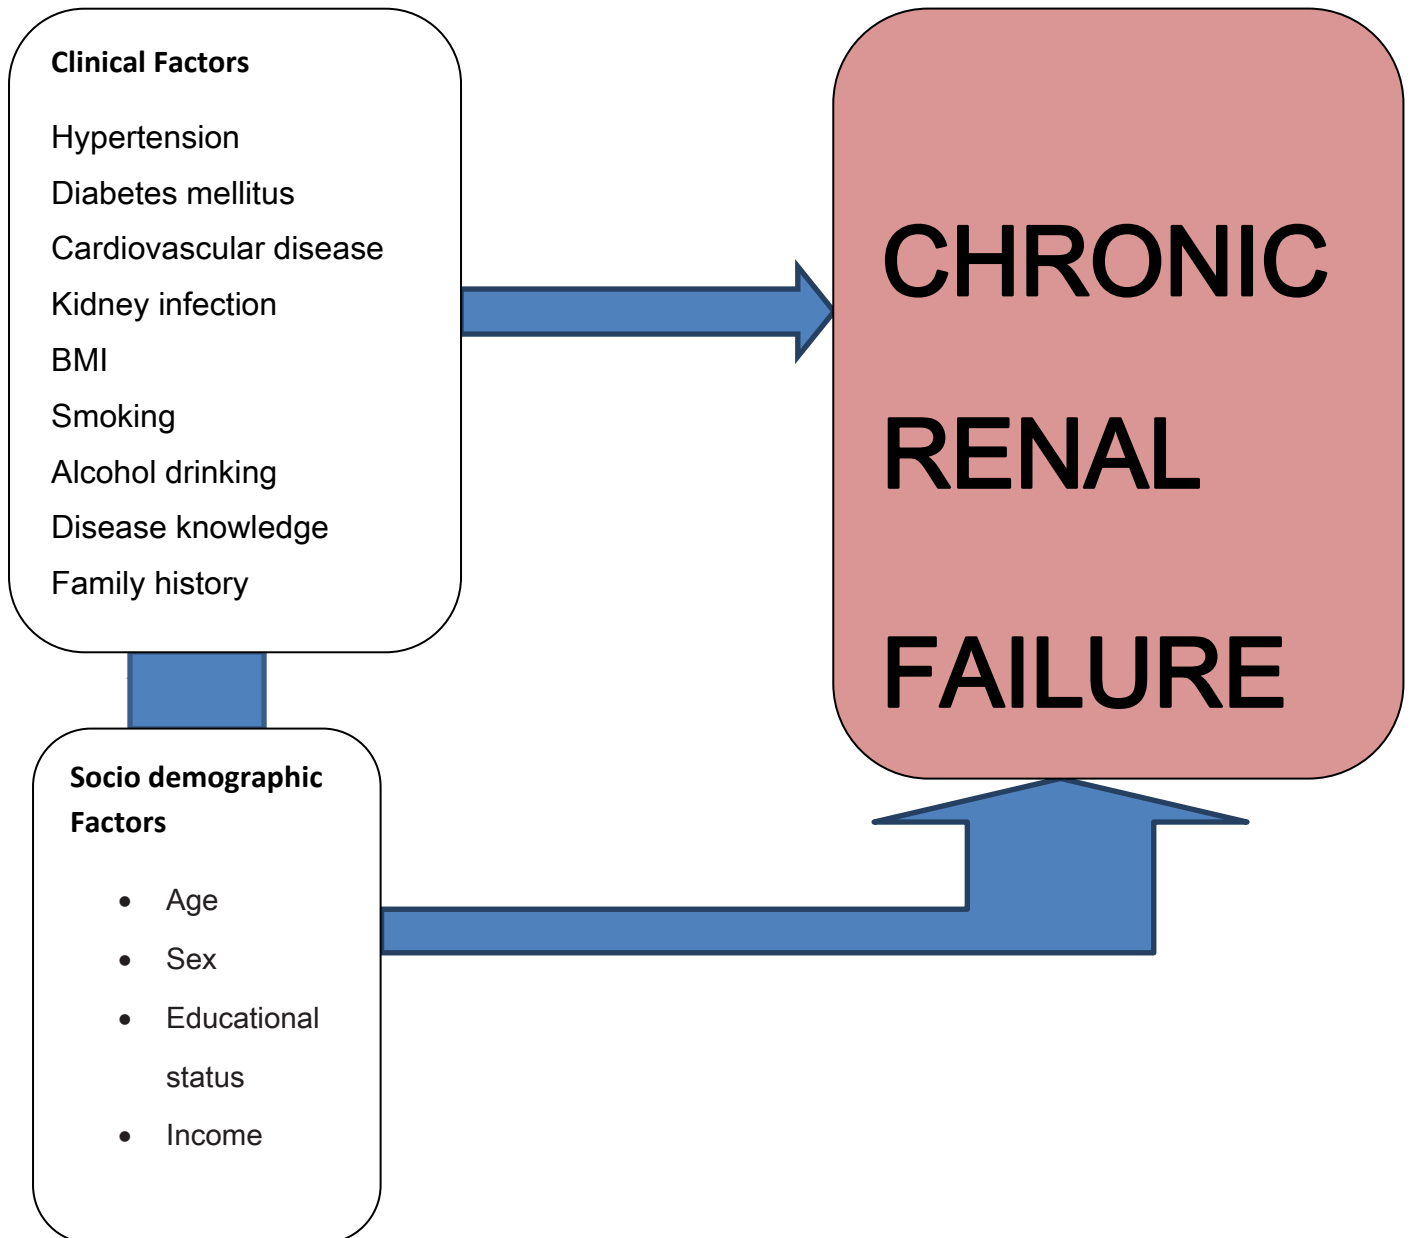 Clinical Factors
Hypertension
Diabetes mellitus
Cardiovascular disease
Kidney infection
BMI
Smoking
Alcohol drinking
Disease knowledge
Family history
CHRONIC
RENAL
FAILURE
Socio demographic
Factors
• Age
• Sex
• Educational
status
• Income